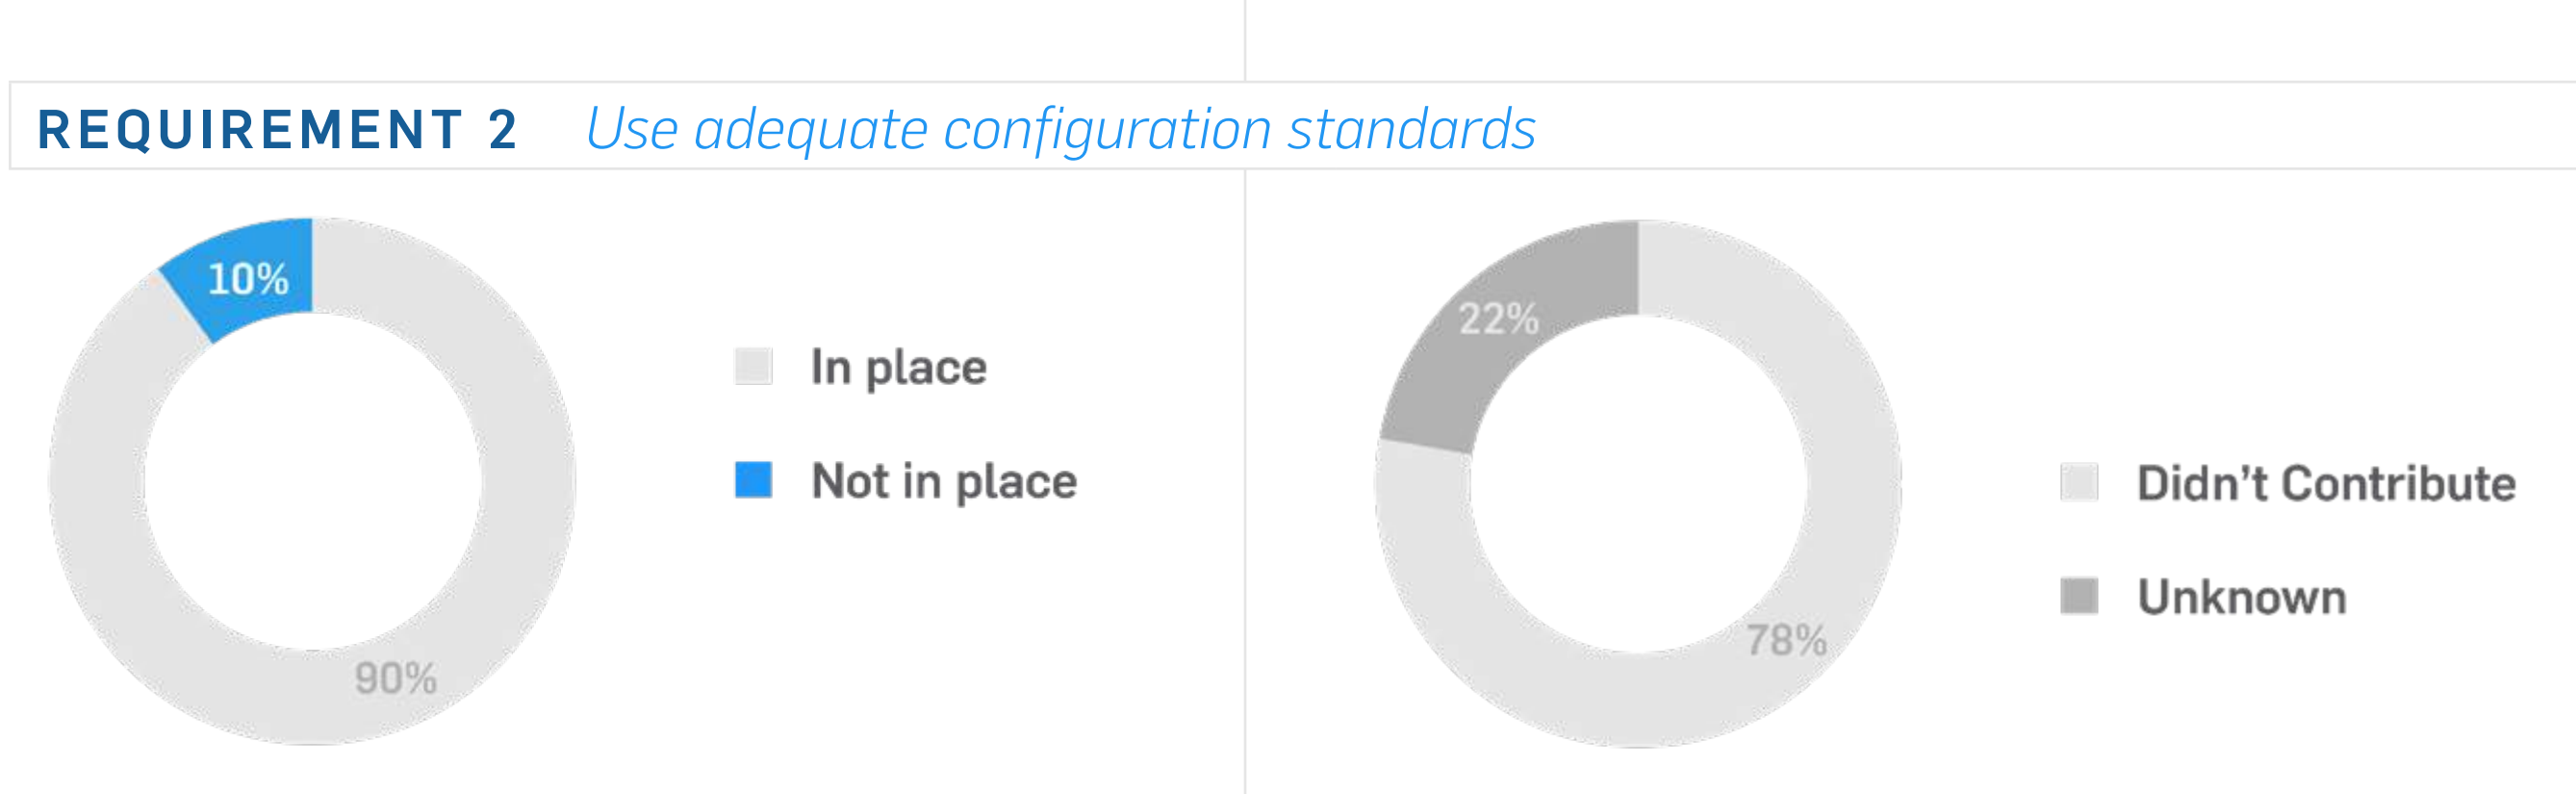 REQUIREMENT 2 Use adequate configuration standards
10%
90%
In place
Not in place
22%
78%
Didn't Contribute
Unknown